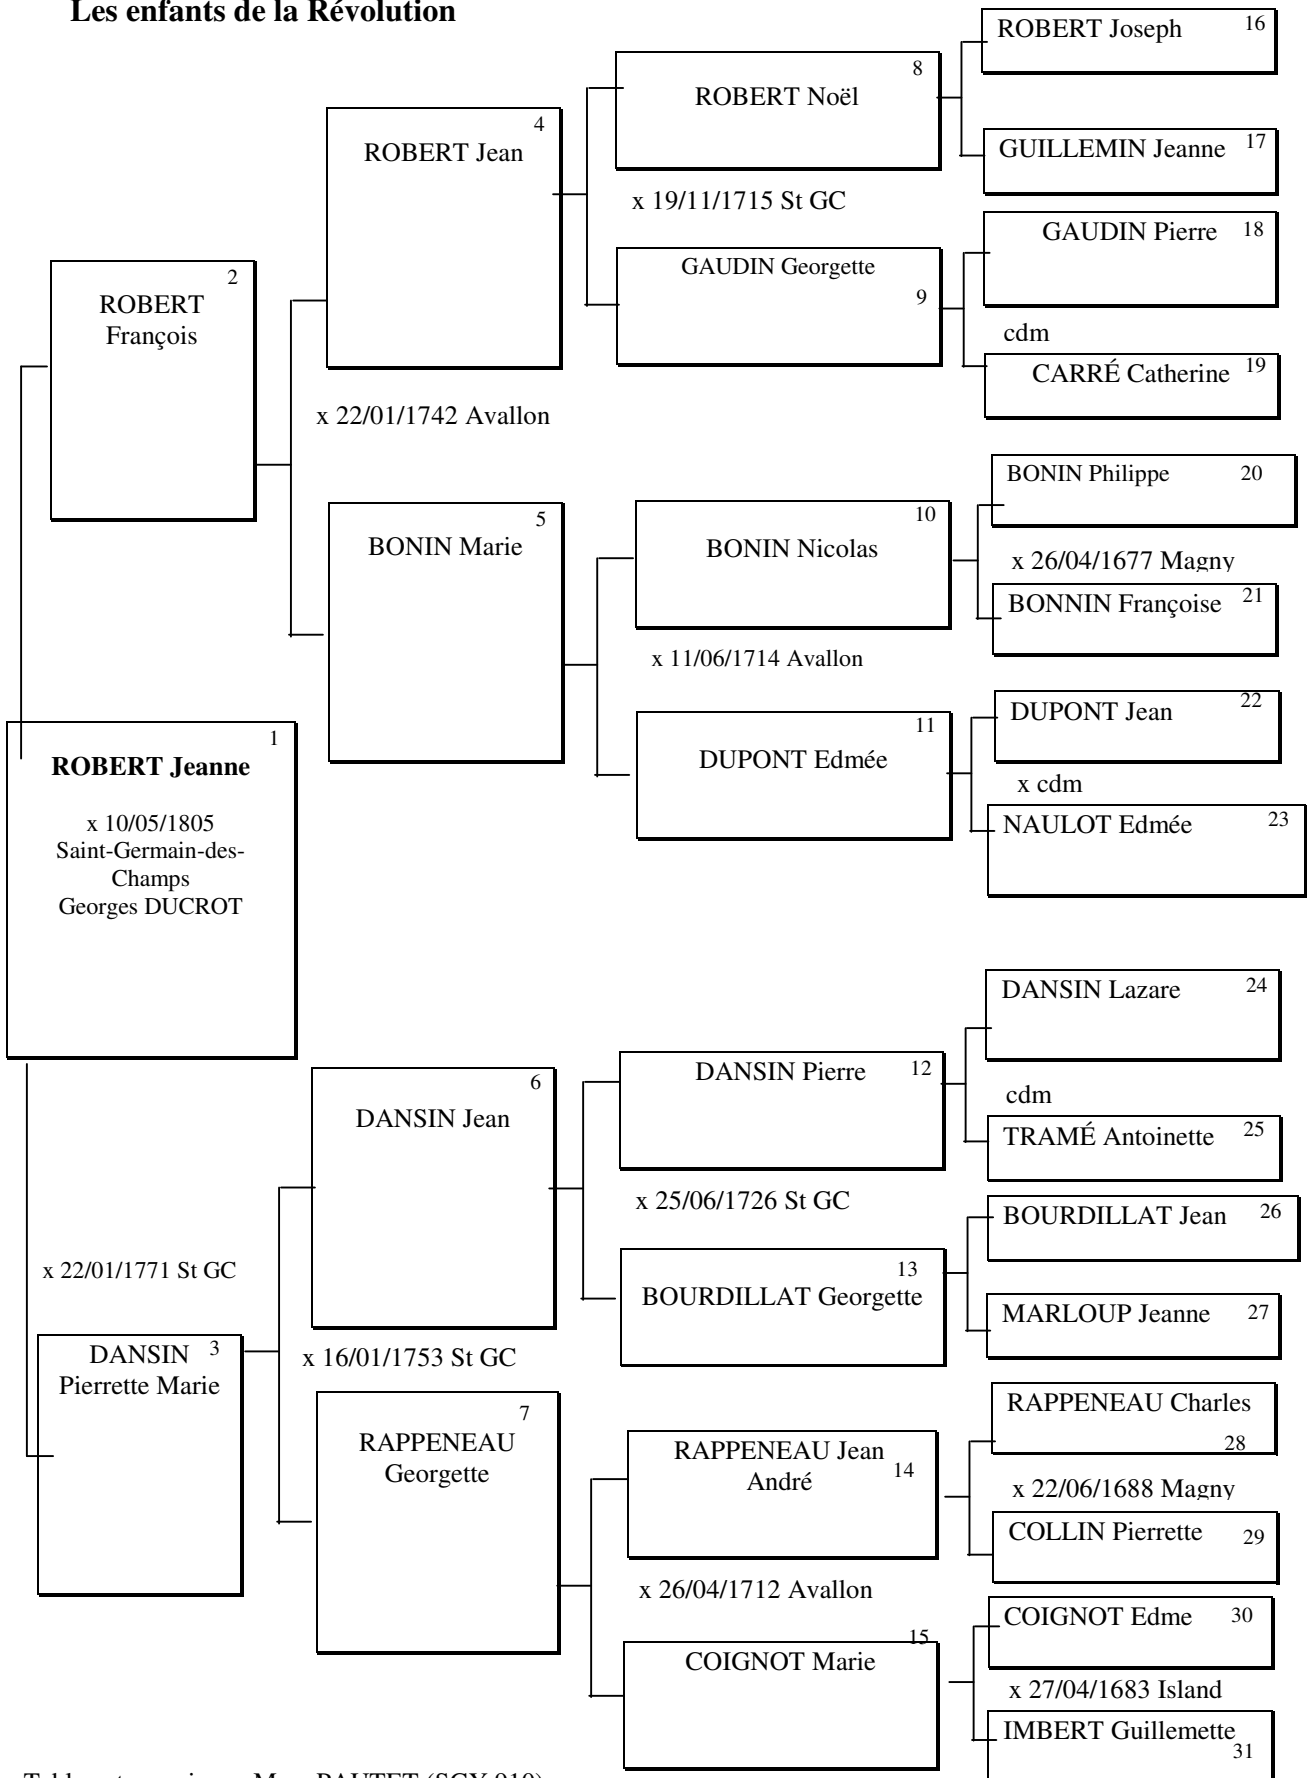 Les enfants de la Révolution
ROBERT Joseph 16
8
ROBERT Noël
4
ROBERT Jean
GUILLEMIN Jeanne 17
x 19/11/1715 St GC
GAUDIN Pierre 18
2
ROBERT
François
GAUDIN Georgette
9
cdm
CARRÉ Catherine 19
x 22/01/1742 Avallon
BONIN Philippe 20
5
BONIN Marie
10
BONIN Nicolas
x 26/04/1677 Magny
BONNIN Françoise 21
x 11/06/1714 Avallon
DUPONT Jean 22
11
DUPONT Edmée
1
ROBERT Jeanne
x 10/05/1805
Saint-Germain-des-
Champs
Georges DUCROT
x cdm
NAULOT Edmée 23
DANSIN Lazare 24
DANSIN Pierre 12
6
DANSIN Jean
cdm
TRAMÉ Antoinette 25
x 25/06/1726 St GC
BOURDILLAT Jean 26
x 22/01/1771 St GC
13
BOURDILLAT Georgette
MARLOUP Jeanne 27
DANSIN 3
Pierrette Marie
x 16/01/1753 St GC
7
RAPPENEAU
Georgette
RAPPENEAU Charles
28
RAPPENEAU Jean
André 14
x 22/06/1688 Magny
COLLIN Pierrette 29
x 26/04/1712 Avallon
COIGNOT Edme 30
15
COIGNOT Marie
x 27/04/1683 Island
IMBERT Guillemette
31